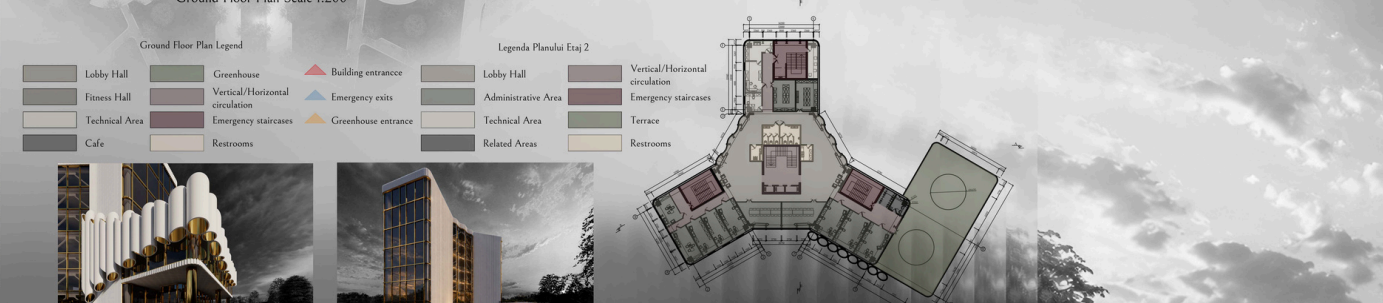 Ground Floor Plan Scale 1:200
Ground Floor Plan Legend
Lobby Hall
Fitness Hall
Technical Area
Cafe
Greenhouse
Vertical/Horizontal
circulation
Emergency staircases
Restrooms
Building entrancce
Emergency exits
Greenhouse entrance
Legenda Planului Etaj 2
Lobby Hall
Administrative Area
Technical Area
Related Areas
Vertical/Horizontal
circulation
Emergency staircases
Terrace
Restrooms